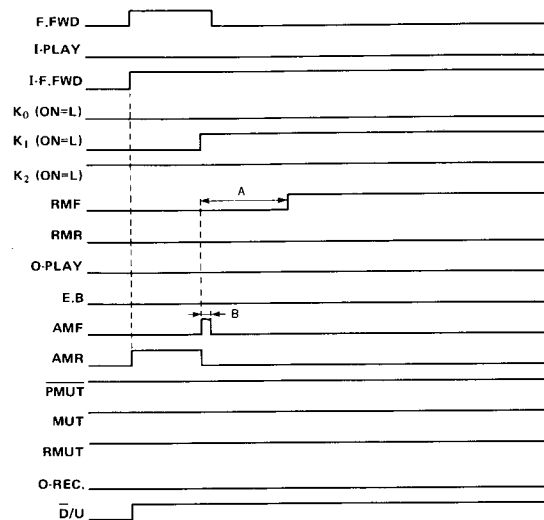 F.FWD
I·PLAY
I·F.FWD
K₀ (ON=L)
K₁ (ON=L)
K₂ (ON=L)
A
RMF
RMR
O·PLAY
E.B
B
AMF
AMR
PMUT
MUT
RMUT
O·REC.
D/U